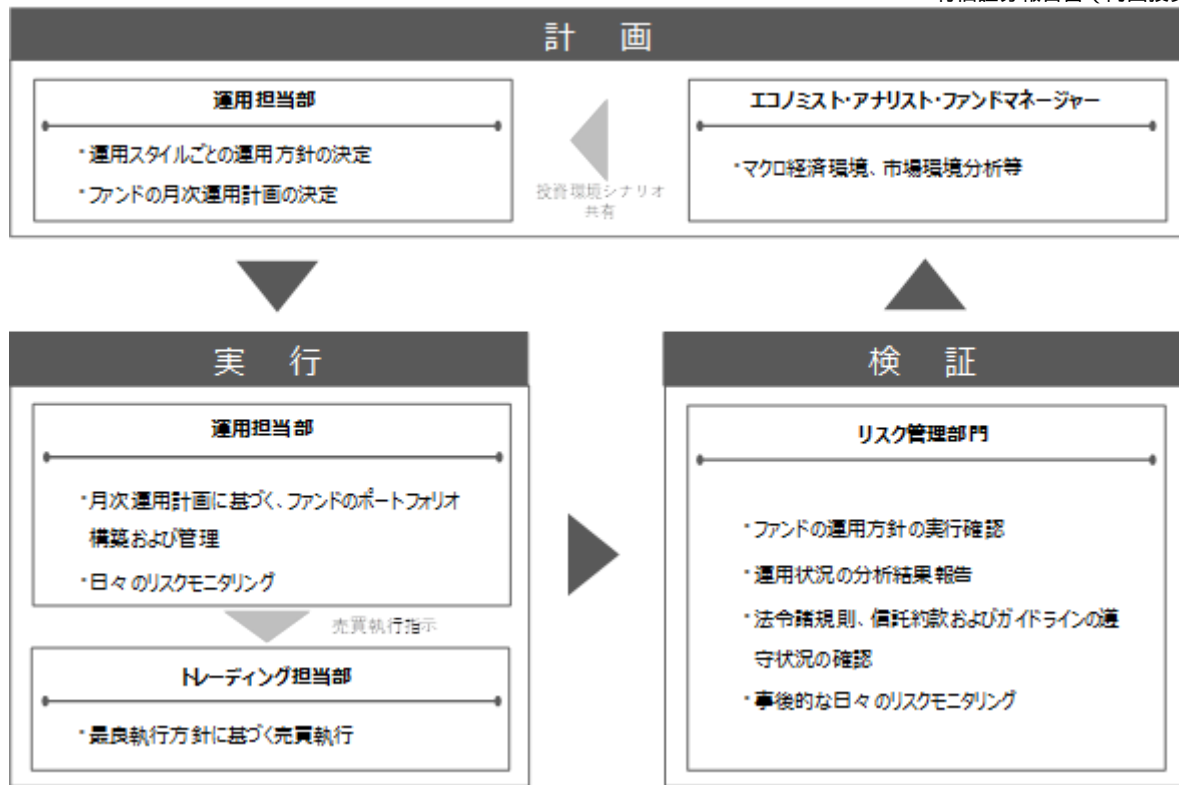 計 画
運用担当部
・運用スタイルごとの運用方針の決定
・ファンドの月次運用計画の決定
投資環境シナリオ
共有
エコノミスト・アナリスト・ファンドマネージャー
・マクロ経済環境、市場環境分析等
実 行
運用担当部
・月次運用計画に基づく、ファンドのポートフォリオ
構築および管理
・日々のリスクモニタリング
売買執行指示
トレーディング担当部
・最良執行方針に基づく売買執行
検 証
リスク管理部門
・ファンドの運用方針の実行確認
・運用状況の分析結果報告
・法令諸規則、信託約款およびガイドラインの遵
守状況の確認
・事後的な日々のリスクモニタリング